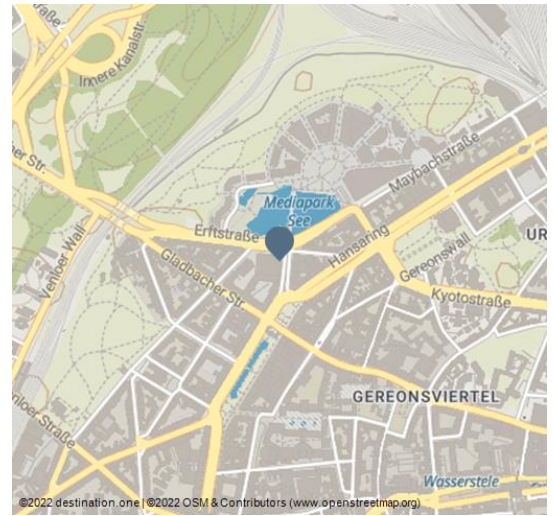 Innere Kanalstr.
er Str.
Maybachstraße
Mediapark
See
Erftstraße
Hansaring
UR
Gereonswall
Venloer Wall
Gladbacher Str.
Kyotostraße
GEREONSVIERTEL
enloer Straße
Wasserstele
©2022 destination.one | ©2022 OSM & Contributors (www.openstreetmap.org)